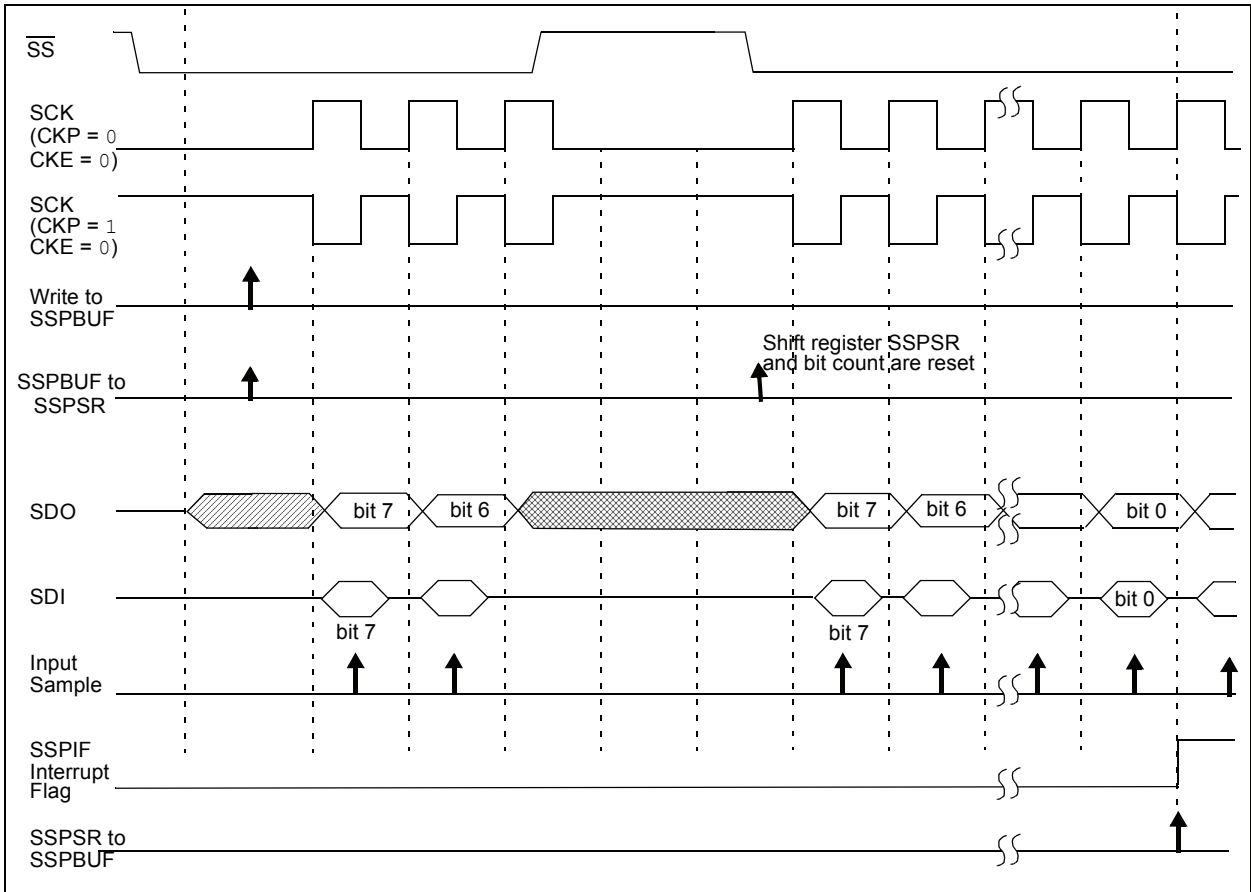 SS
SCK
(CKP = 0
CKE = 0)
SCK
(CKP = 1
CKE = 0)
Write to
SSPBUF
Shift register SSPSR
and bit count are reset
SSPBUF to
SSPSR
SDO
bit 7
bit 6
bit 7
bit 6
bit 0
SDI
bit 0
bit 7
bit 7
Input
Sample
SSPIF
Interrupt
Flag
SSPSR to
SSPBUF